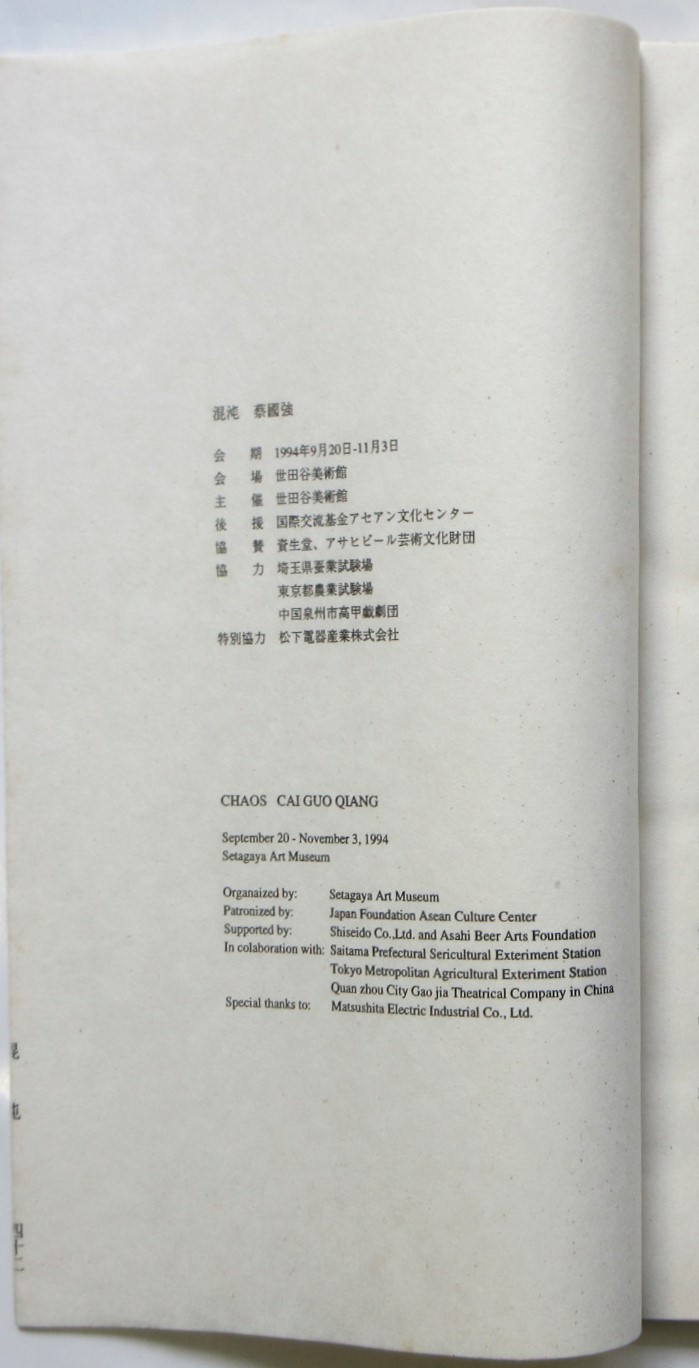 混沌 蔡國強
会 期 1994年9月20日-11月3日
会 場 世田谷美術館
主 催 世田谷美術館
後 援 国際交流基金アセアン文化センター
協 賛 資生堂、アサヒビール芸術文化財団
協 力 埼玉県蚕業試験場
東京都農業試験場
中国泉州市高甲戯劇団
特別協力 松下電器産業株式会社
CHAOS CAI GUO QIANG
September 20 - November 3, 1994
Setagaya Art Museum
Organaized by: Setagaya Art Museum
Patronized by: Japan Foundation Asean Culture Center
Supported by: Shiseido Co.,Ltd. and Asahi Beer Arts Foundation
In colaboration with: Saitama Prefectural Sericultural Exteriment Station
Tokyo Metropolitan Agricultural Exteriment Station
Quan zhou City Gao jia Theatrical Company in China
Special thanks to: Matsushita Electric Industrial Co., Ltd.
四十二